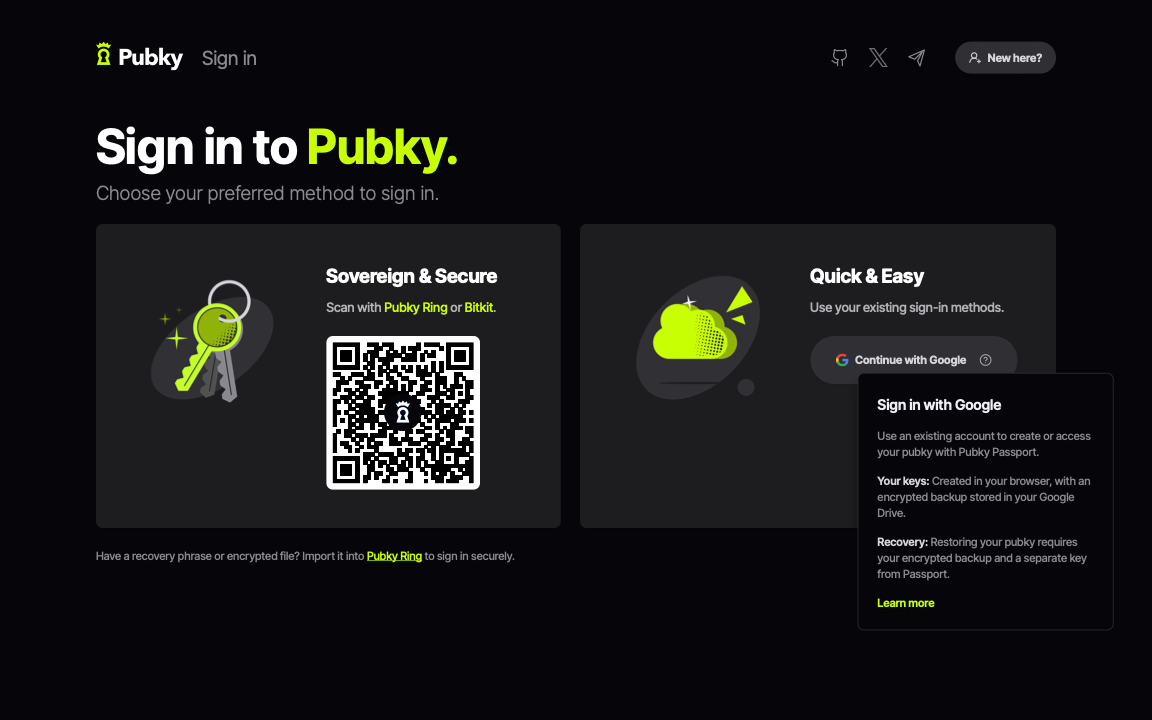 Pubky
Sign in
New here?
Sign in to Pubky.
Choose your preferred method to sign in.
Sovereign & Secure
Scan with Pubky Ring or Bitkit.
Quick & Easy
Use your existing sign-in methods.
Continue with Google
Sign in with Google
Use an existing account to create or access
your pubky with Pubky Passport.
Your keys: Created in your browser, with an
encrypted backup stored in your Google
Drive.
Recovery: Restoring your pubky requires
your encrypted backup and a separate key
from Passport.
Learn more
Have a recovery phrase or encrypted file? Import it into Pubky Ring to sign in securely.